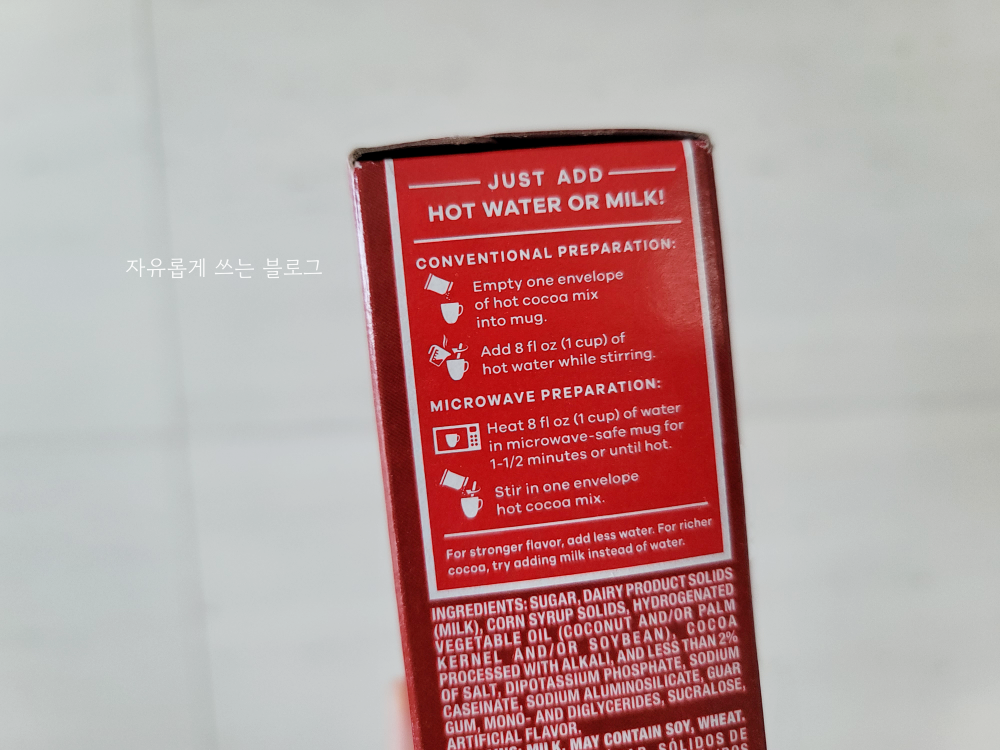 JUST ADD
HOT WATER OR MILK!
CONVENTIONAL PREPARATION:
Empty one envelope
of hot cocoa mix
into mug.
Add 8 fl oz (1 cup) of
hot water while stirring.
MICROWAVE PREPARATION:
Heat 8 fl oz (1 cup) of water
in microwave-safe mug for
1-1/2 minutes or until hot.
Stir in one envelope
hot cocoa mix.
For stronger flavor, add less water. For richer
cocoa, try adding milk instead of water.
INGREDIENTS: SUGAR, DAIRY PRODUCT SOLIDS
(MILK), CORN SYRUP SOLIDS, HYDROGENATED
VEGETABLE OIL (COCONUT AND/OR PALM
KERNEL AND/OR SOYBEAN), COCOA
PROCESSED WITH ALKALI, AND LESS THAN 2%
OF SALT, DIPOTASSIUM PHOSPHATE, SODIUM
CASEINATE, SODIUM ALUMINOSILICATE, GUAR
GUM, MONO- AND DIGLYCERIDES, SUCRALOSE,
ARTIFICIAL FLAVOR.
MILK. MAY CONTAIN SOY, WHEAT.
SÓLIDOS DE
자유롭게 쓰는 블로그